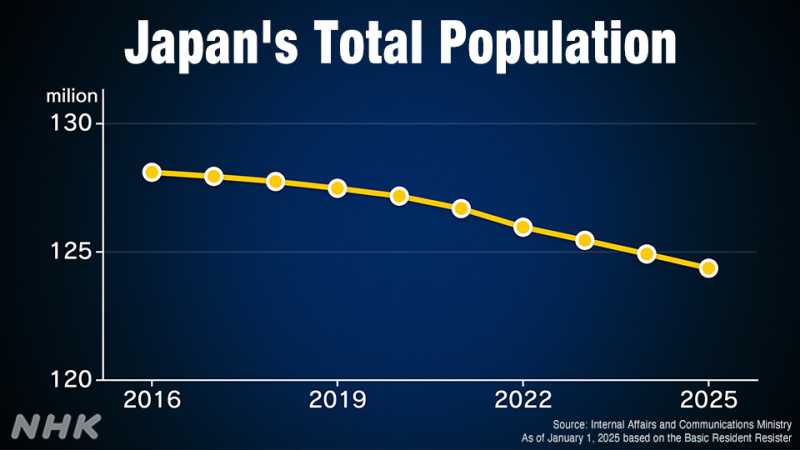 Japan's Total Population
milion
130
125
120
2016 2019 2022 2025
NHK
Source: Internal Affairs and Communications Ministry
As of January 1, 2025 based on the Basic Resident Resister